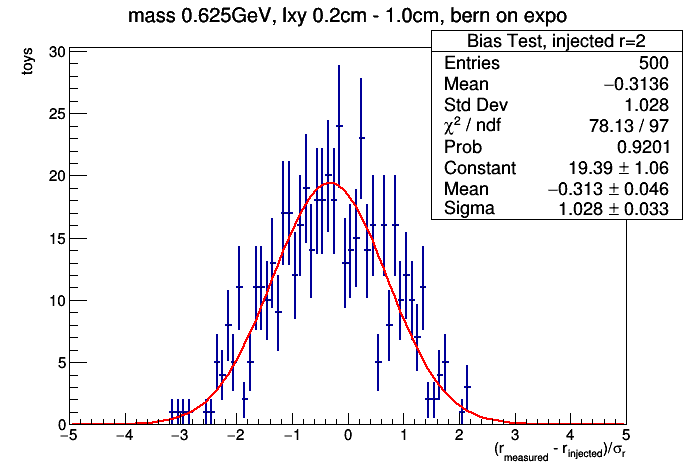 mass 0.625GeV, lxy 0.2cm - 1.0cm, bern on expo
Bias Test, injected r=2
Entries 500
Mean −0.3136
Std Dev 1.028
χ² / ndf 78.13 / 97
Prob 0.9201
Constant 19.39 ± 1.06
Mean −0.313 ± 0.046
Sigma 1.028 ± 0.033
toys
30
25
20
15
10
5
0
−5 −4 −3 −2 −1 0 1 2 3 4 5
(r_measured - r_injected)/σ_r